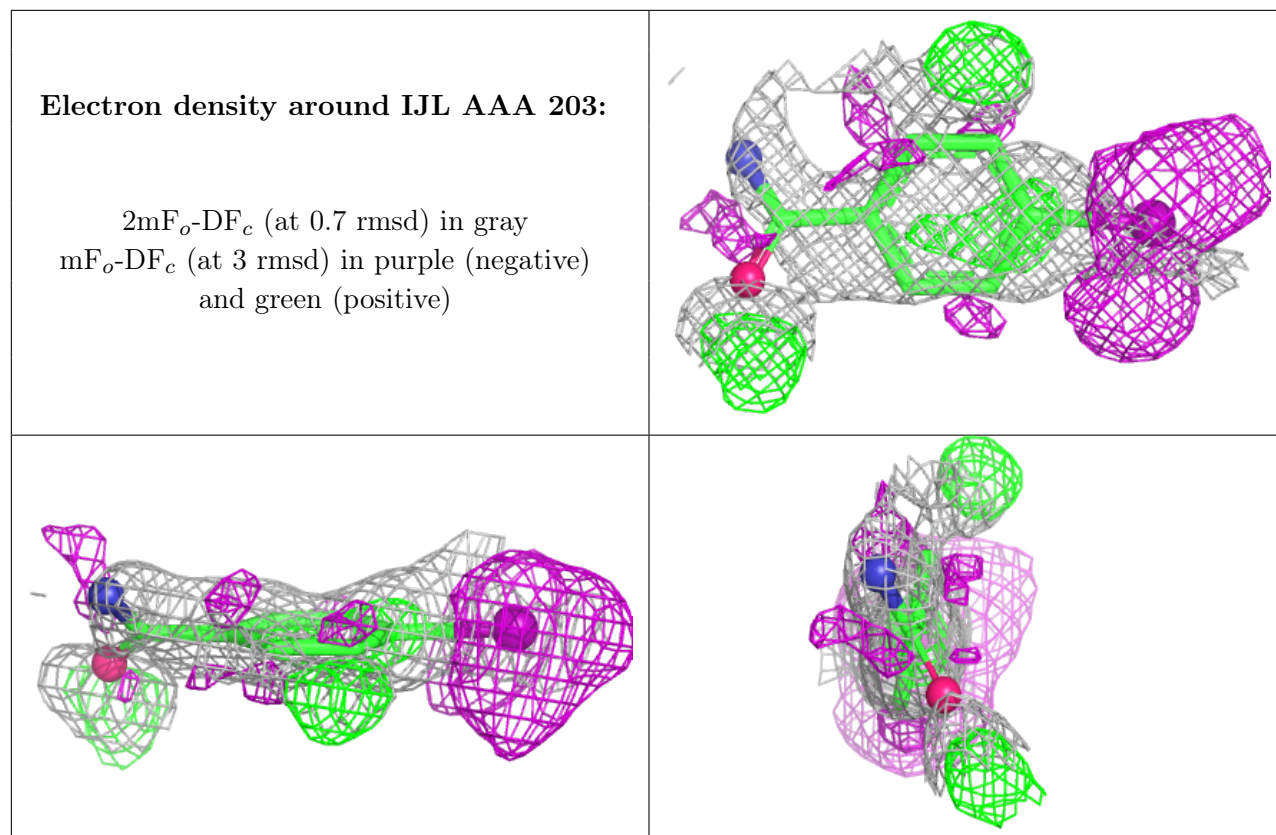 Electron density around IJL AAA 203:
2mFo-DFc (at 0.7 rmsd) in gray
mFo-DFc (at 3 rmsd) in purple (negative)
and green (positive)